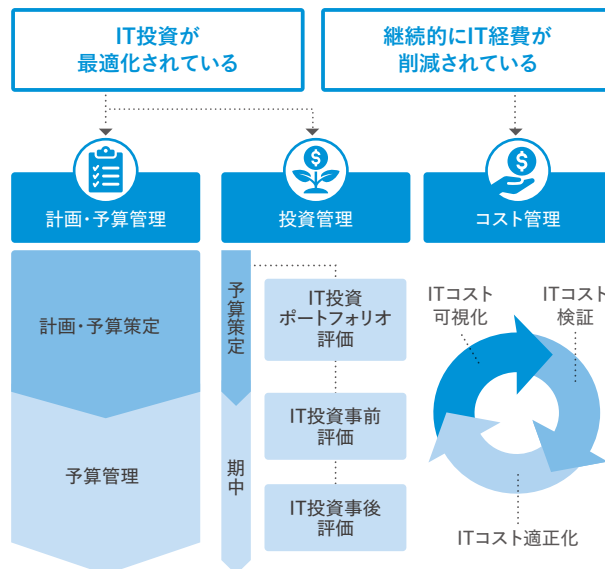 IT投資が
最適化されている
継続的にIT経費が
削減されている
計画・予算管理
投資管理
コスト管理
計画・予算策定
予算管理
予算策定
期中
IT投資
ポートフォリオ
評価
IT投資事前
評価
IT投資事後
評価
ITコスト
可視化
ITコスト
検証
ITコスト適正化